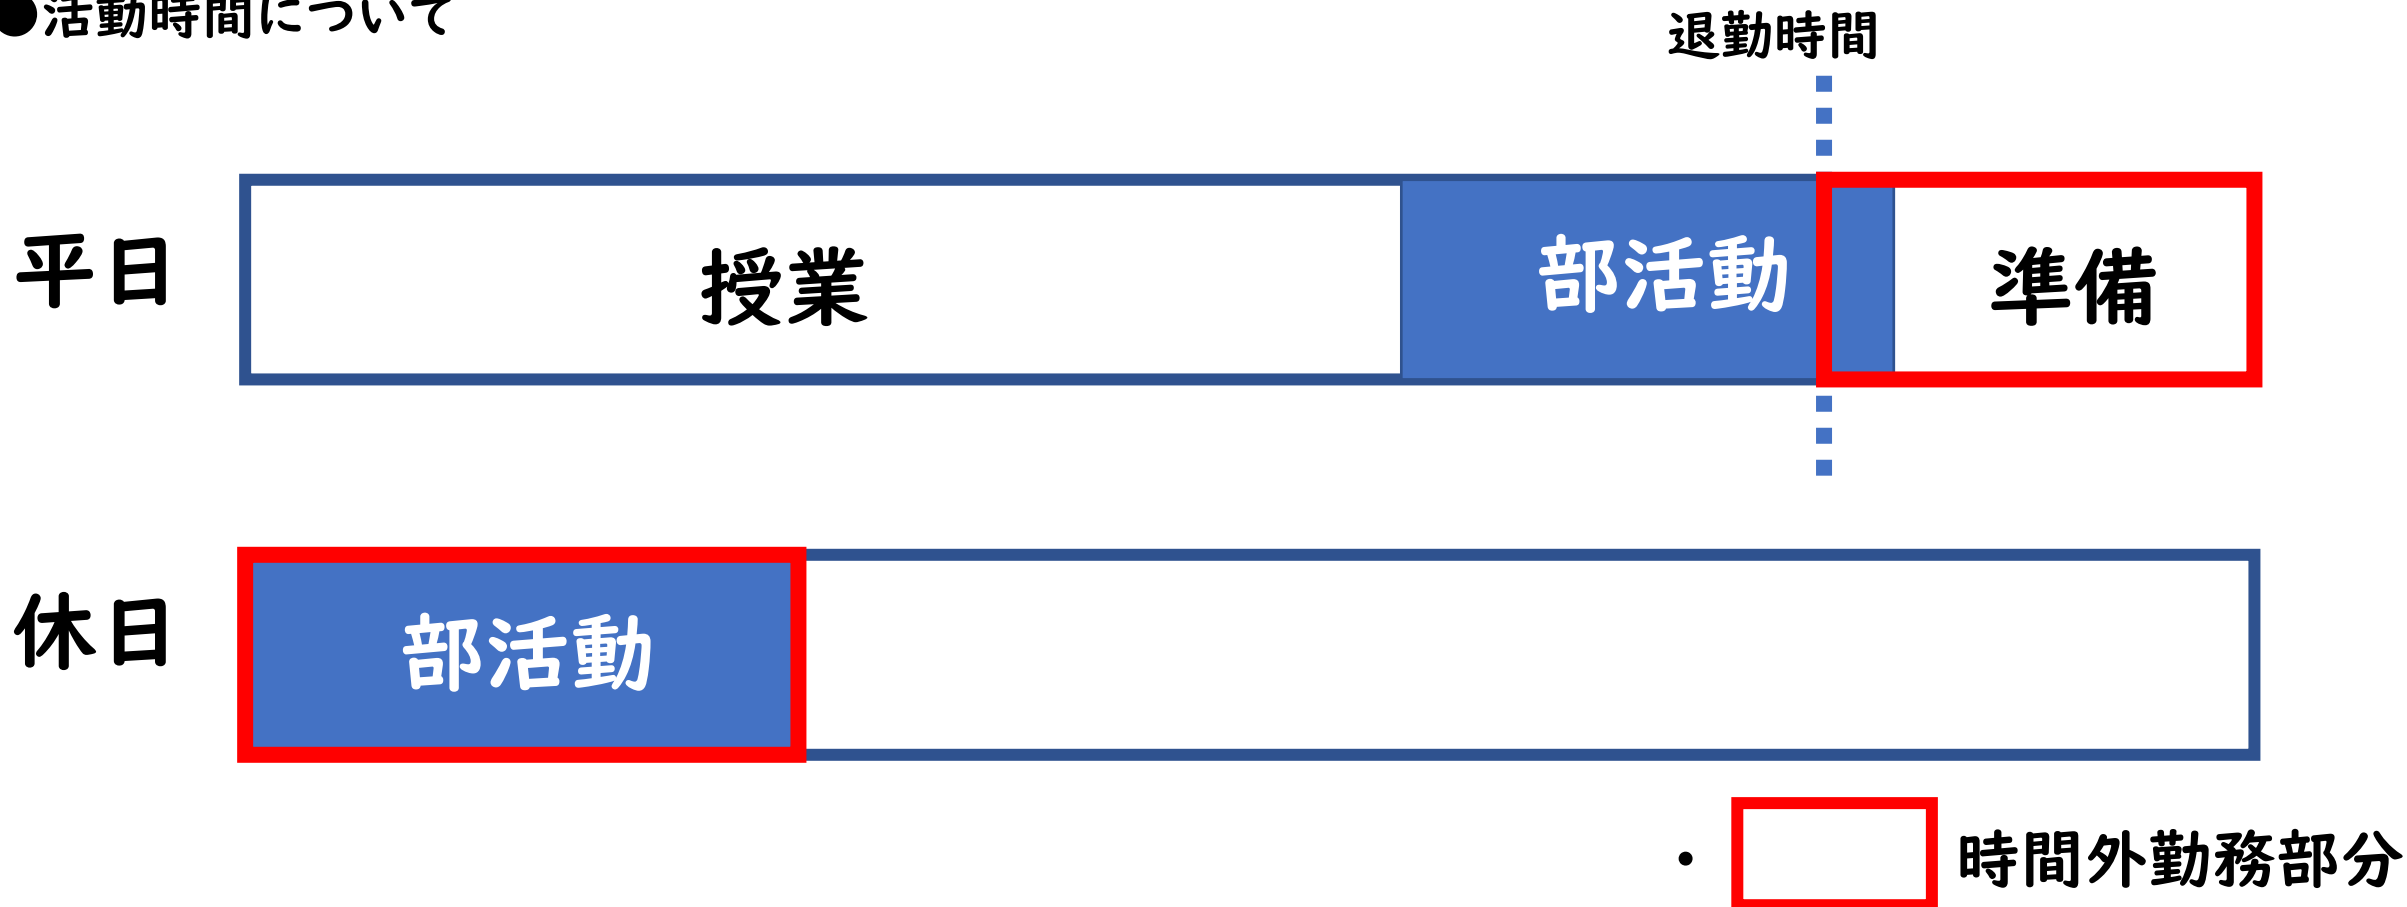 ●活動時間について
退勤時間
平日
授業
部活動
準備
休日
部活動
・
時間外勤務部分